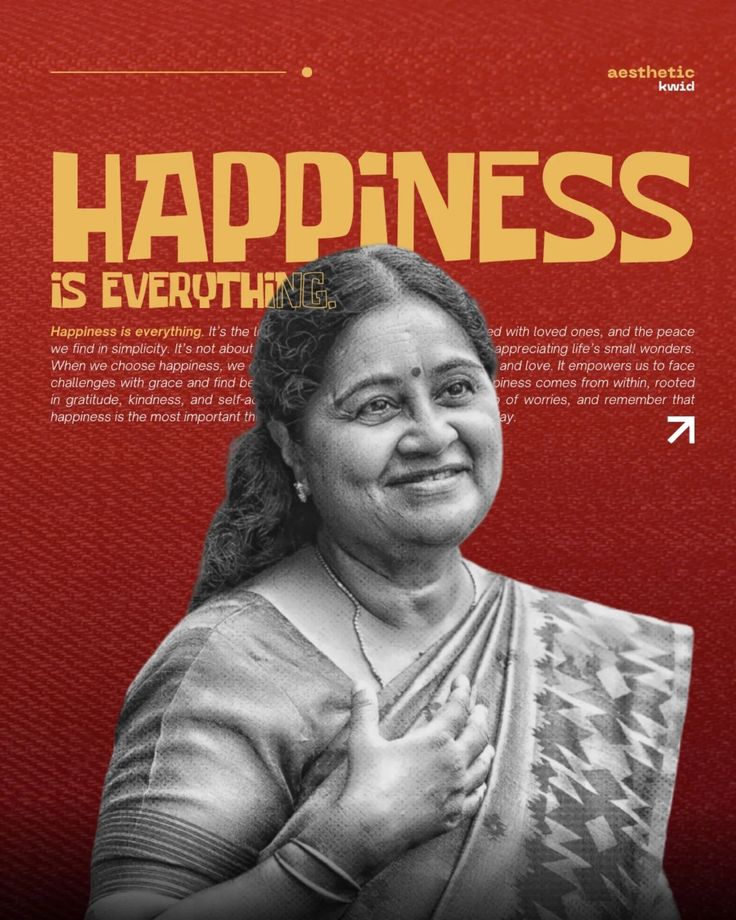 aesthetic
kwid
HAPPiNESS
iS EVERYTHiNG.
Happiness is everything. It's the l ed with loved ones, and the peace
we find in simplicity. It's not about appreciating life's small wonders.
When we choose happiness, we and love. It empowers us to face
challenges with grace and find be piness comes from within, rooted
in gratitude, kindness, and self-a of worries, and remember that
happiness is the most important th ay.